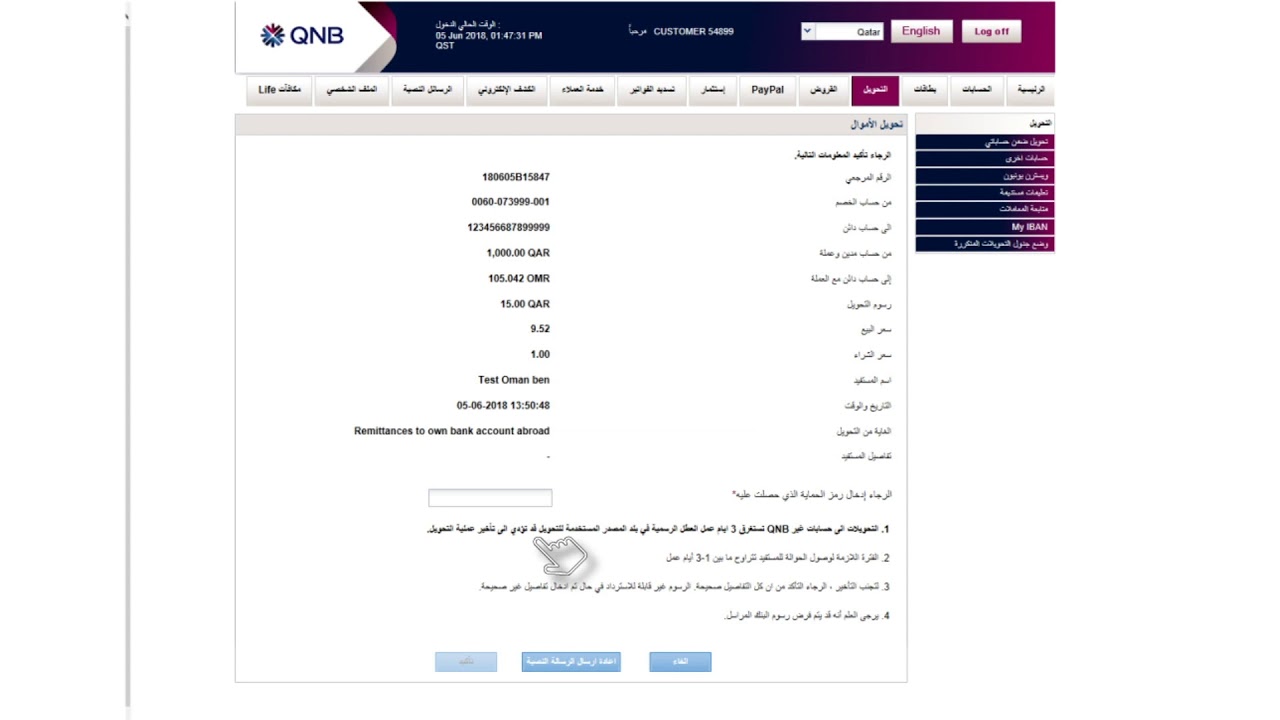 QNB
الوقت الحالي الدخول :
05 Jun 2018, 01:47:31 PM
QST
مرحباً CUSTOMER 54899
Qatar
English
Log off
الرئيسية
الحسابات
بطاقات
التحويل
القروض
PayPal
إستثمار
تسديد الفواتير
خدمة العملاء
الكشف الإلكتروني
الرسائل النصية
الملف الشخصي
مكافآت Life
التحويل
تحويل ضمن حساباتي
حسابات اخرى
ويسترن يونيون
تعليمات مستديمة
متابعة المعاملات
My IBAN
وضع جدول التحويلات المتكررة
تحويل الأموال
الرجاء تأكيد المعلومات التالية.
الرقم المرجعي 180605B15847
من حساب الخصم 0060-073999-001
الى حساب دائن 123456687899999
من حساب مدين وعملة 1,000.00 QAR
إلى حساب دائن مع العملة 105.042 OMR
رسوم التحويل 15.00 QAR
سعر البيع 9.52
سعر الشراء 1.00
اسم المستفيد Test Oman ben
التاريخ والوقت 05-06-2018 13:50:48
الغاية من التحويل Remittances to own bank account abroad
تفاصيل المستفيد -
الرجاء إدخال رمز الحماية الذي حصلت عليه*
1. التحويلات الى حسابات غير QNB تستغرق 3 ايام عمل العطل الرسمية في بلد المصدر المستخدمة للتحويل قد تؤدي الى تأخير عملية التحويل.
2. الفترة اللازمة لوصول الحوالة للمستفيد تتراوح ما بين 1-3 أيام عمل
3. لتجنب التأخير ، الرجاء التأكد من ان كل التفاصيل صحيحة. الرسوم غير قابلة للاسترداد في حال تم ادخال تفاصيل غير صحيحة.
4. يرجى العلم أنه قد يتم فرض رسوم البنك المراسل.
الغاء
اعادة ارسال الرسالة النصية
تأكيد